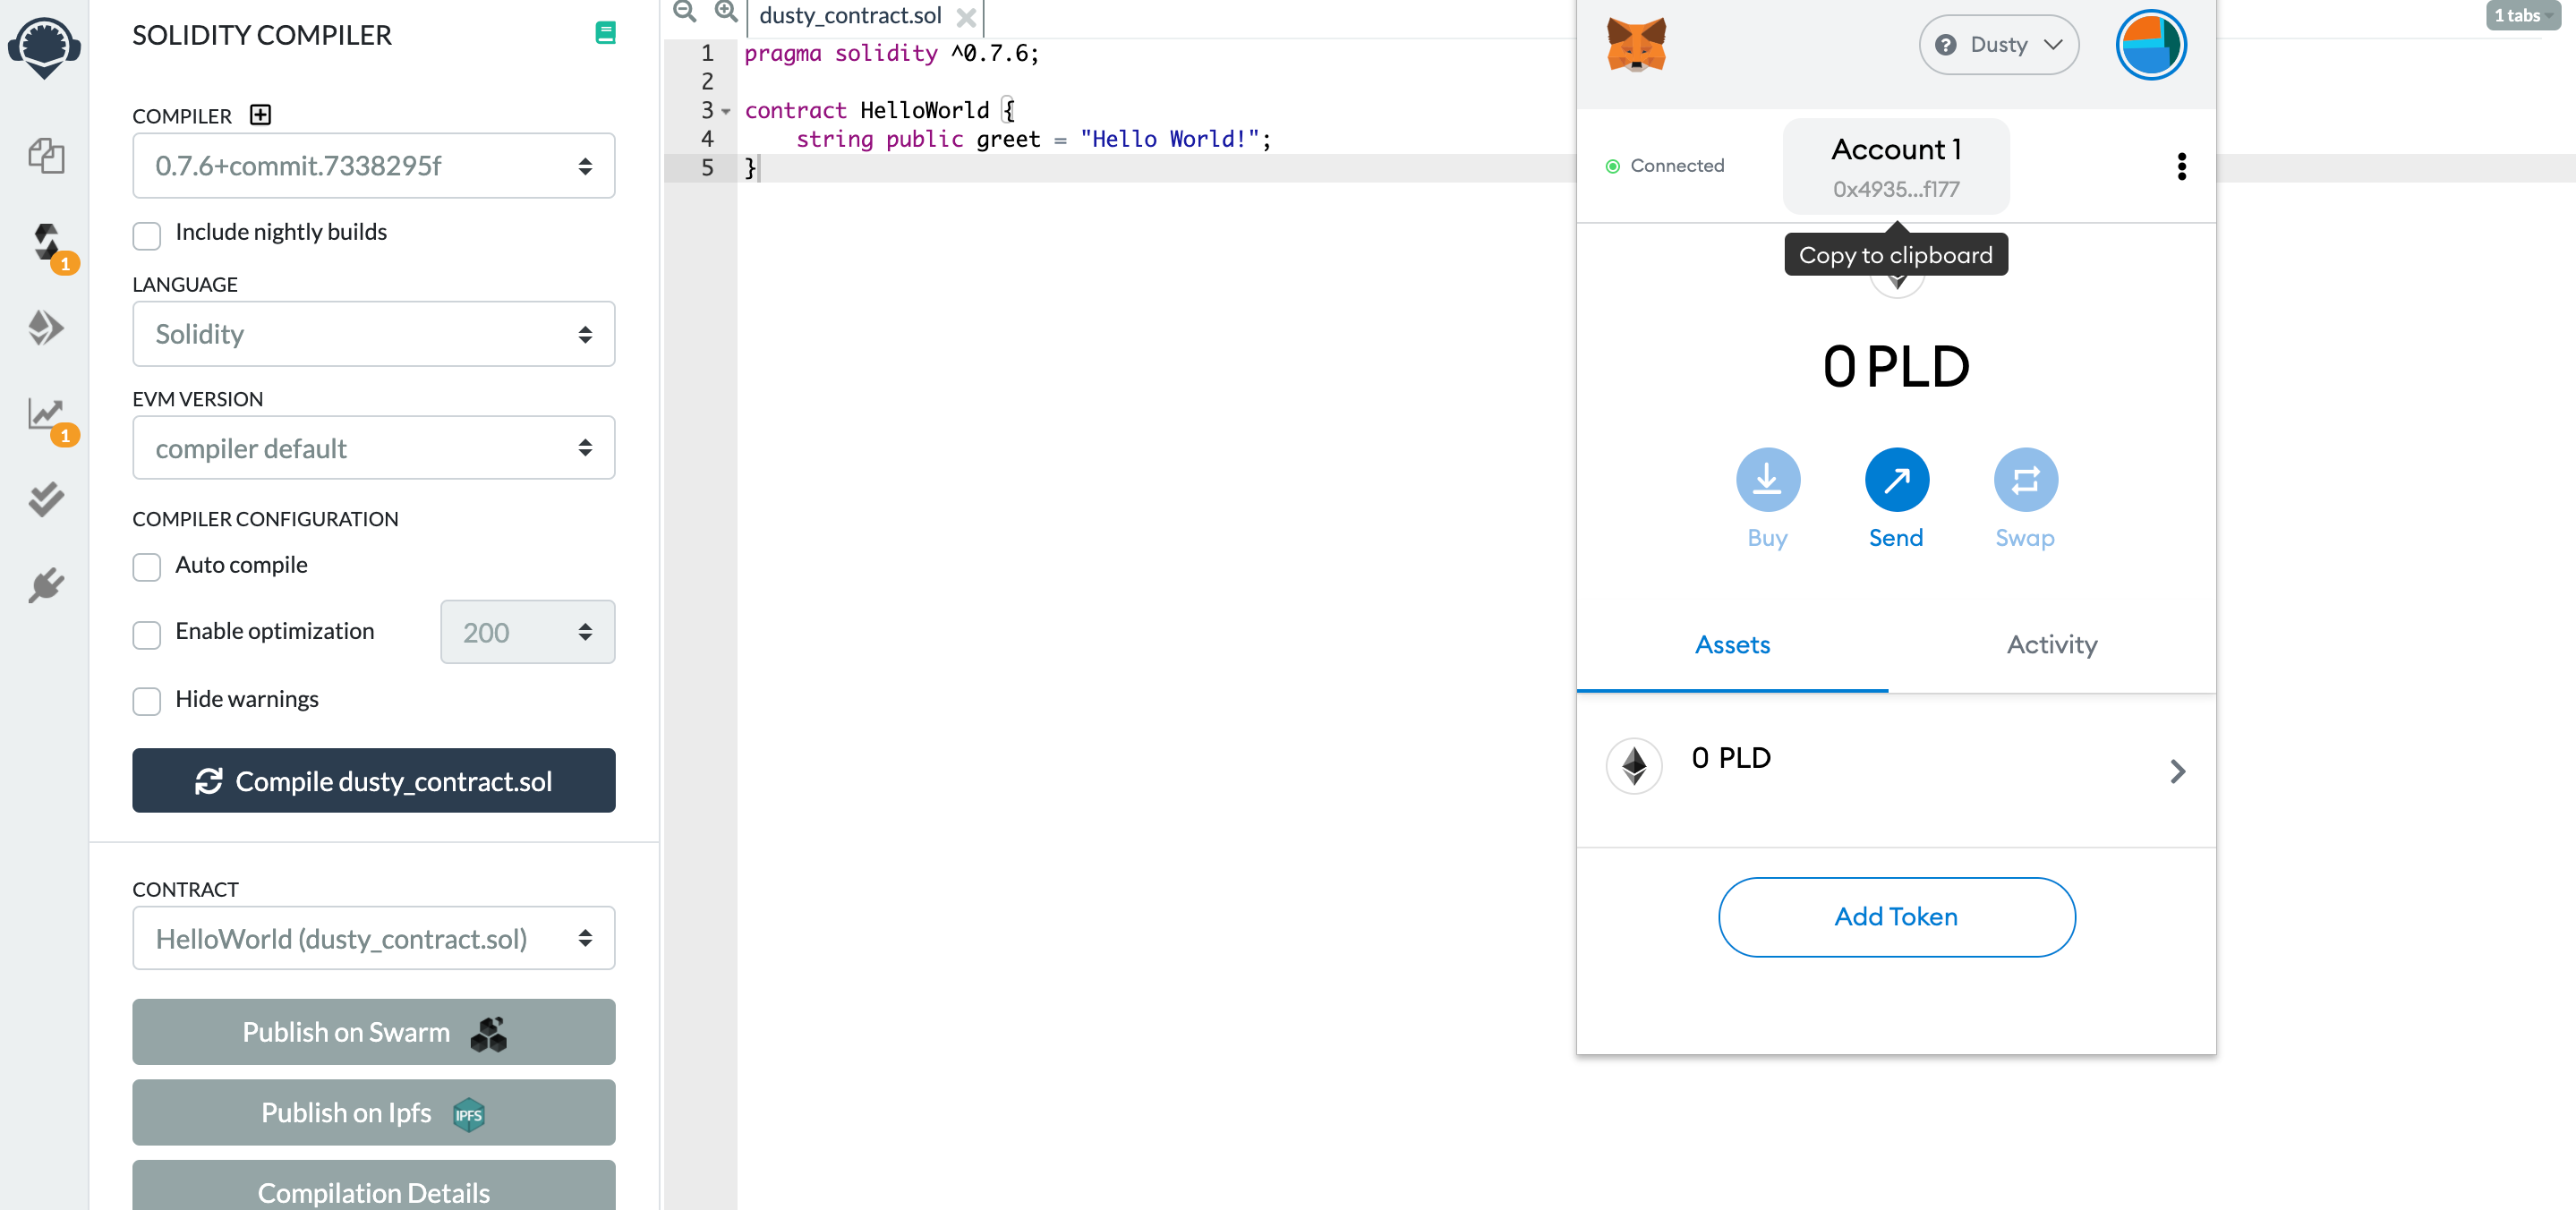 SOLIDITY COMPILER
COMPILER
0.7.6+commit.7338295f
Include nightly builds
LANGUAGE
Solidity
EVM VERSION
compiler default
COMPILER CONFIGURATION
Auto compile
Enable optimization
200
Hide warnings
Compile dusty_contract.sol
CONTRACT
HelloWorld (dusty_contract.sol)
Publish on Swarm
Publish on Ipfs
IPFS
Compilation Details
1
1
dusty_contract.sol
1 pragma solidity ^0.7.6;
2
3 contract HelloWorld {
4 string public greet = "Hello World!";
5 }
1 tabs
Dusty
Connected
Account 1
0x4935...f177
Copy to clipboard
0 PLD
Buy
Send
Swap
Assets
Activity
0 PLD
Add Token